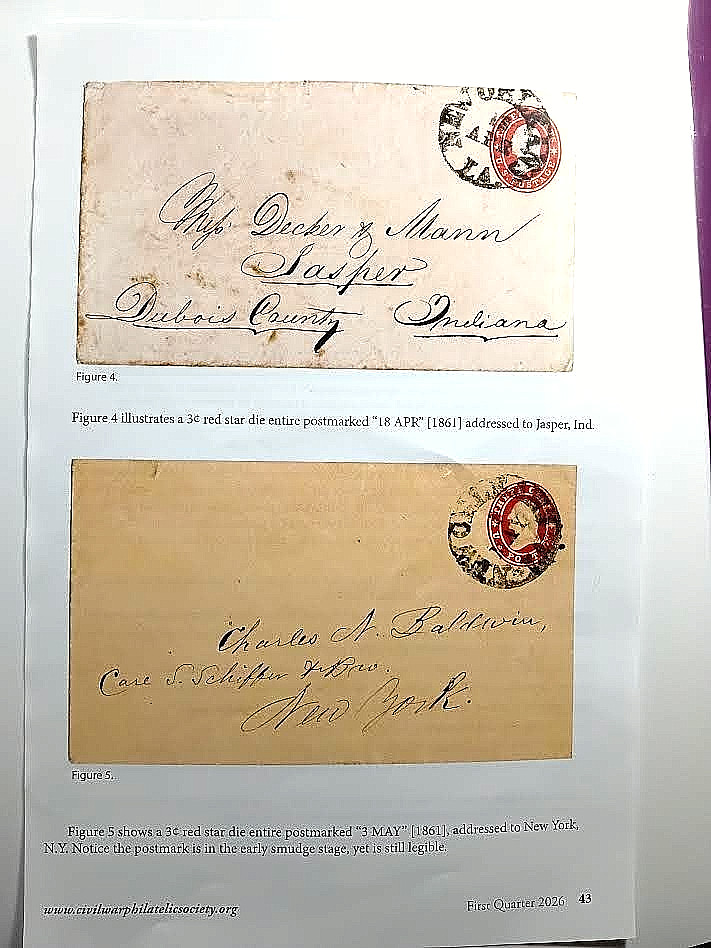 Mess Decker & Mann
Jasper
Dubois County Indiana
Figure 4.
Figure 4 illustrates a 3¢ red star die entire postmarked “18 APR” [1861] addressed to Jasper, Ind.
Charles N. Baldwin,
Care S. Schiffer & Bro.
New York.
Figure 5.
Figure 5 shows a 3¢ red star die entire postmarked “3 MAY” [1861], addressed to New York,
N.Y. Notice the postmark is in the early smudge stage, yet is still legible.
www.civilwarphilatelicsociety.org
First Quarter 2026 43